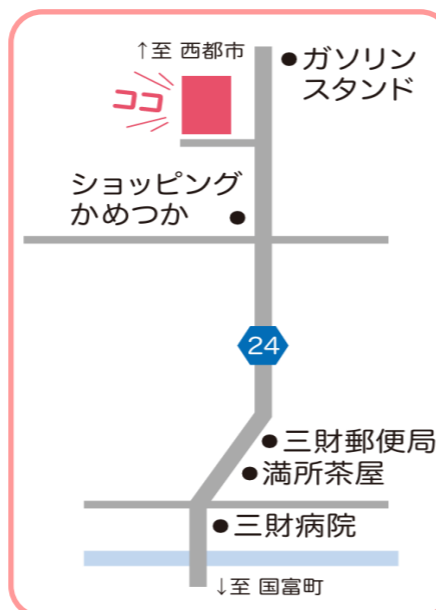 ↑至 西都市
ガソリン
スタンド
ココ
ショッピング
かめつか
24
三財郵便局
満所茶屋
三財病院
↓至 国富町